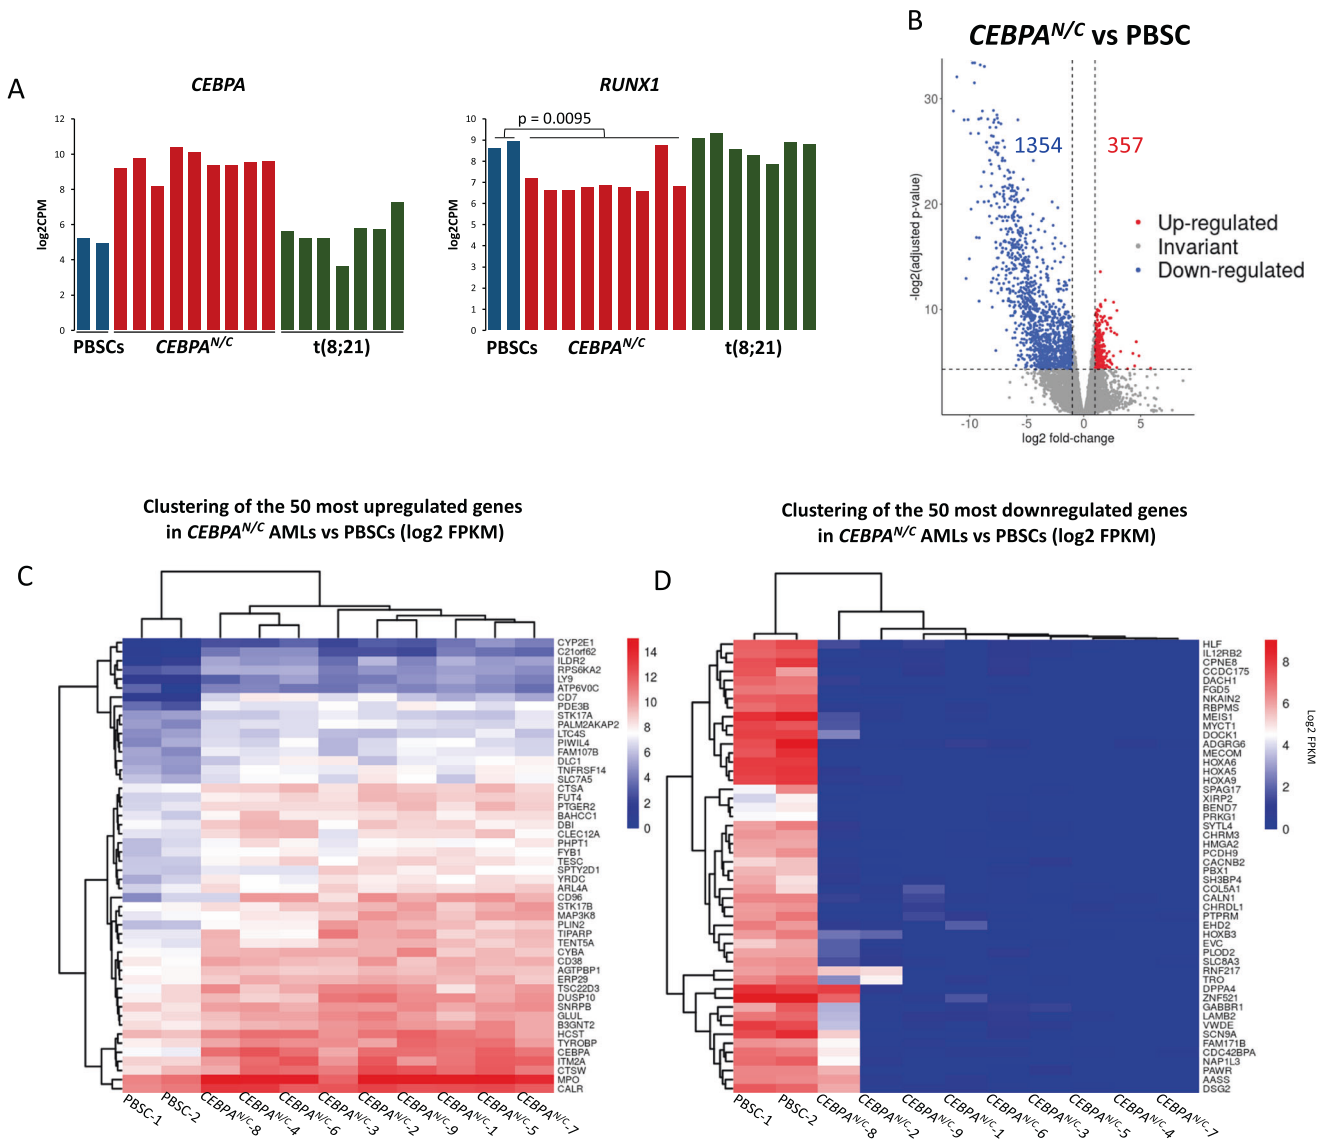 A
CEBPA
log2CPM
12
10
8
6
4
2
0
PBSCs
CEBPA^N/C
t(8;21)
RUNX1
p = 0.0095
log2CPM
10
9
8
7
6
5
4
3
2
1
0
PBSCs
CEBPA^N/C
t(8;21)
B
CEBPA^N/C vs PBSC
1354
357
-log2(adjusted p-value)
30
20
10
Up-regulated
Invariant
Down-regulated
-10
-5
0
5
log2 fold-change
C
Clustering of the 50 most upregulated genes
in CEBPA^N/C AMLs vs PBSCs (log2 FPKM)
CYP2E1
C21orf62
ILDR2
RPS6KA2
LY9
ATP6V0C
CD7
PDE3B
STK17A
PALM2AKAP2
LTC4S
PIWIL4
FAM107B
DLC1
TNFRSF14
SLC7A5
CTSA
FUT4
PTGER2
BAHCC1
DBI
CLEC12A
PHPT1
FYB1
TESC
SPTY2D1
YRDC
ARL4A
CD96
STK17B
MAP3K8
PLIN2
TIPARP
TENT5A
CYBA
CD38
AGTPBP1
ERP29
TSC22D3
DUSP10
SNRPB
GLUL
B3GNT2
HCST
TYROBP
CEBPA
ITM2A
CTSW
MPO
CALR
14
12
10
8
6
4
2
0
PBSC-1
PBSC-2
CEBPA^N/C-8
CEBPA^N/C-4
CEBPA^N/C-6
CEBPA^N/C-3
CEBPA^N/C-2
CEBPA^N/C-9
CEBPA^N/C-1
CEBPA^N/C-5
CEBPA^N/C-7
D
Clustering of the 50 most downregulated genes
in CEBPA^N/C AMLs vs PBSCs (log2 FPKM)
HLF
IL12RB2
CPNE8
CCDC175
DACH1
FGD5
NKAIN2
RBPMS
MEIS1
MYCT1
DOCK1
ADGRG6
MECOM
HOXA6
HOXA5
HOXA9
SPAG17
XIRP2
BEND7
PRKG1
SYTL4
CHRM3
HMGA2
PCDH9
CACNB2
PBX1
SH3BP4
COL5A1
CALN1
CHRDL1
PTPRM
EHD2
HOXB3
EVC
PLOD2
SLC8A3
RNF217
TRO
DPPA4
ZNF521
GABBR1
LAMB2
VWDE
SCN9A
FAM171B
CDC42BPA
NAP1L3
PAWR
AASS
DSG2
8
6
4
2
0
Log2 FPKM
PBSC-1
PBSC-2
CEBPA^N/C-8
CEBPA^N/C-2
CEBPA^N/C-9
CEBPA^N/C-1
CEBPA^N/C-6
CEBPA^N/C-3
CEBPA^N/C-5
CEBPA^N/C-4
CEBPA^N/C-7